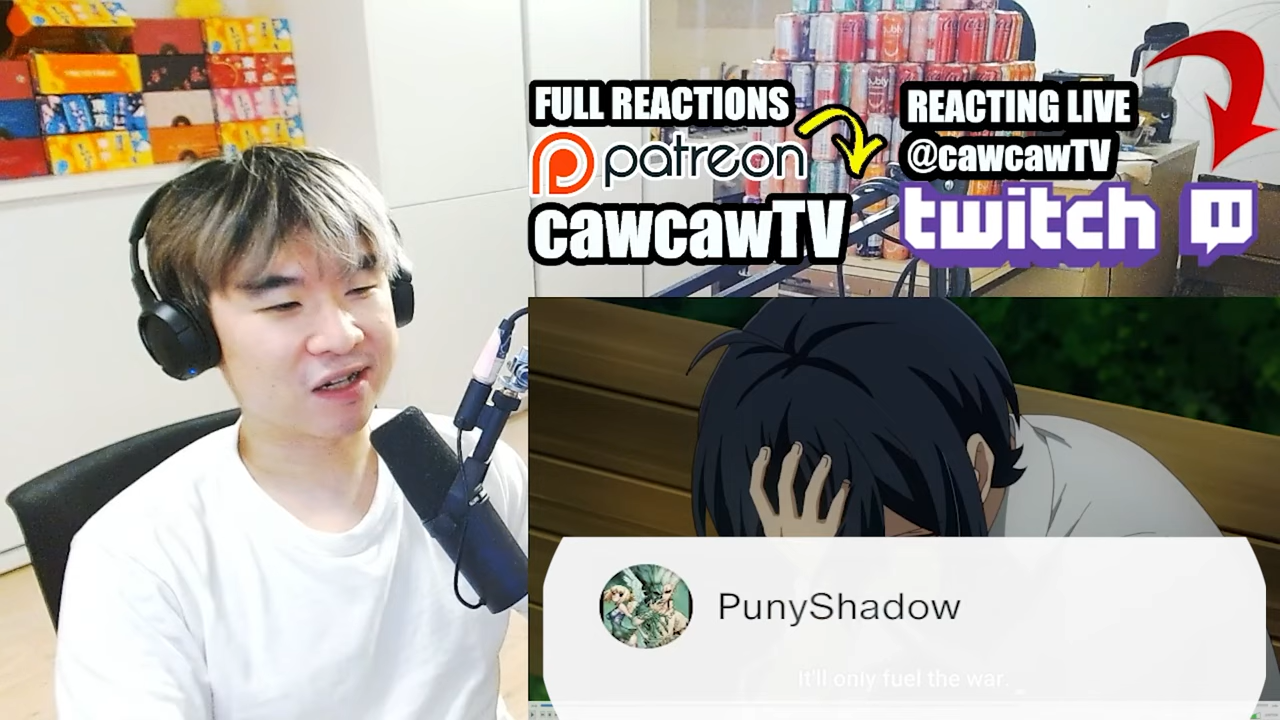 FULL REACTIONS
patreon
cawcawTV
REACTING LIVE
@cawcawTV
twitch
PunyShadow
It'll only fuel the war.